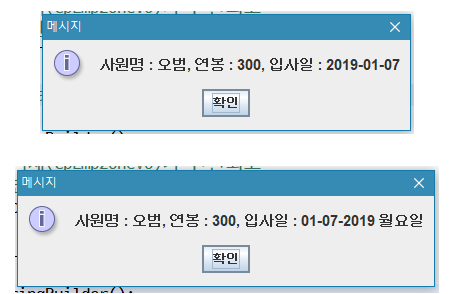 메시지
사원명 : 오범, 연봉 : 300, 입사일 : 2019-01-07
확인
메시지
사원명 : 오범, 연봉 : 300, 입사일 : 01-07-2019 월요일
확인
ringBuilder();